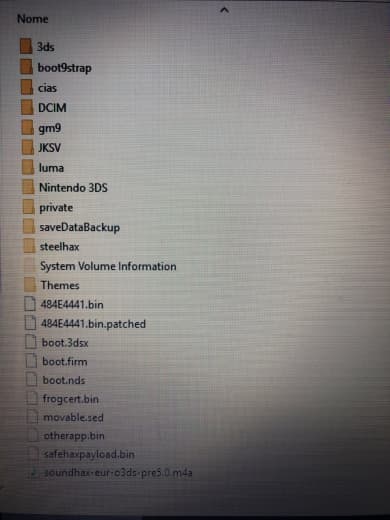 Nome
3ds
boot9strap
cias
DCIM
gm9
JKSV
luma
Nintendo 3DS
private
saveDataBackup
steelhax
System Volume Information
Themes
484E4441.bin
484E4441.bin.patched
boot.3dsx
boot.firm
boot.nds
frogcert.bin
movable.sed
otherapp.bin
safehaxpayload.bin
soundhax-eur-o3ds-pre5.0.m4a